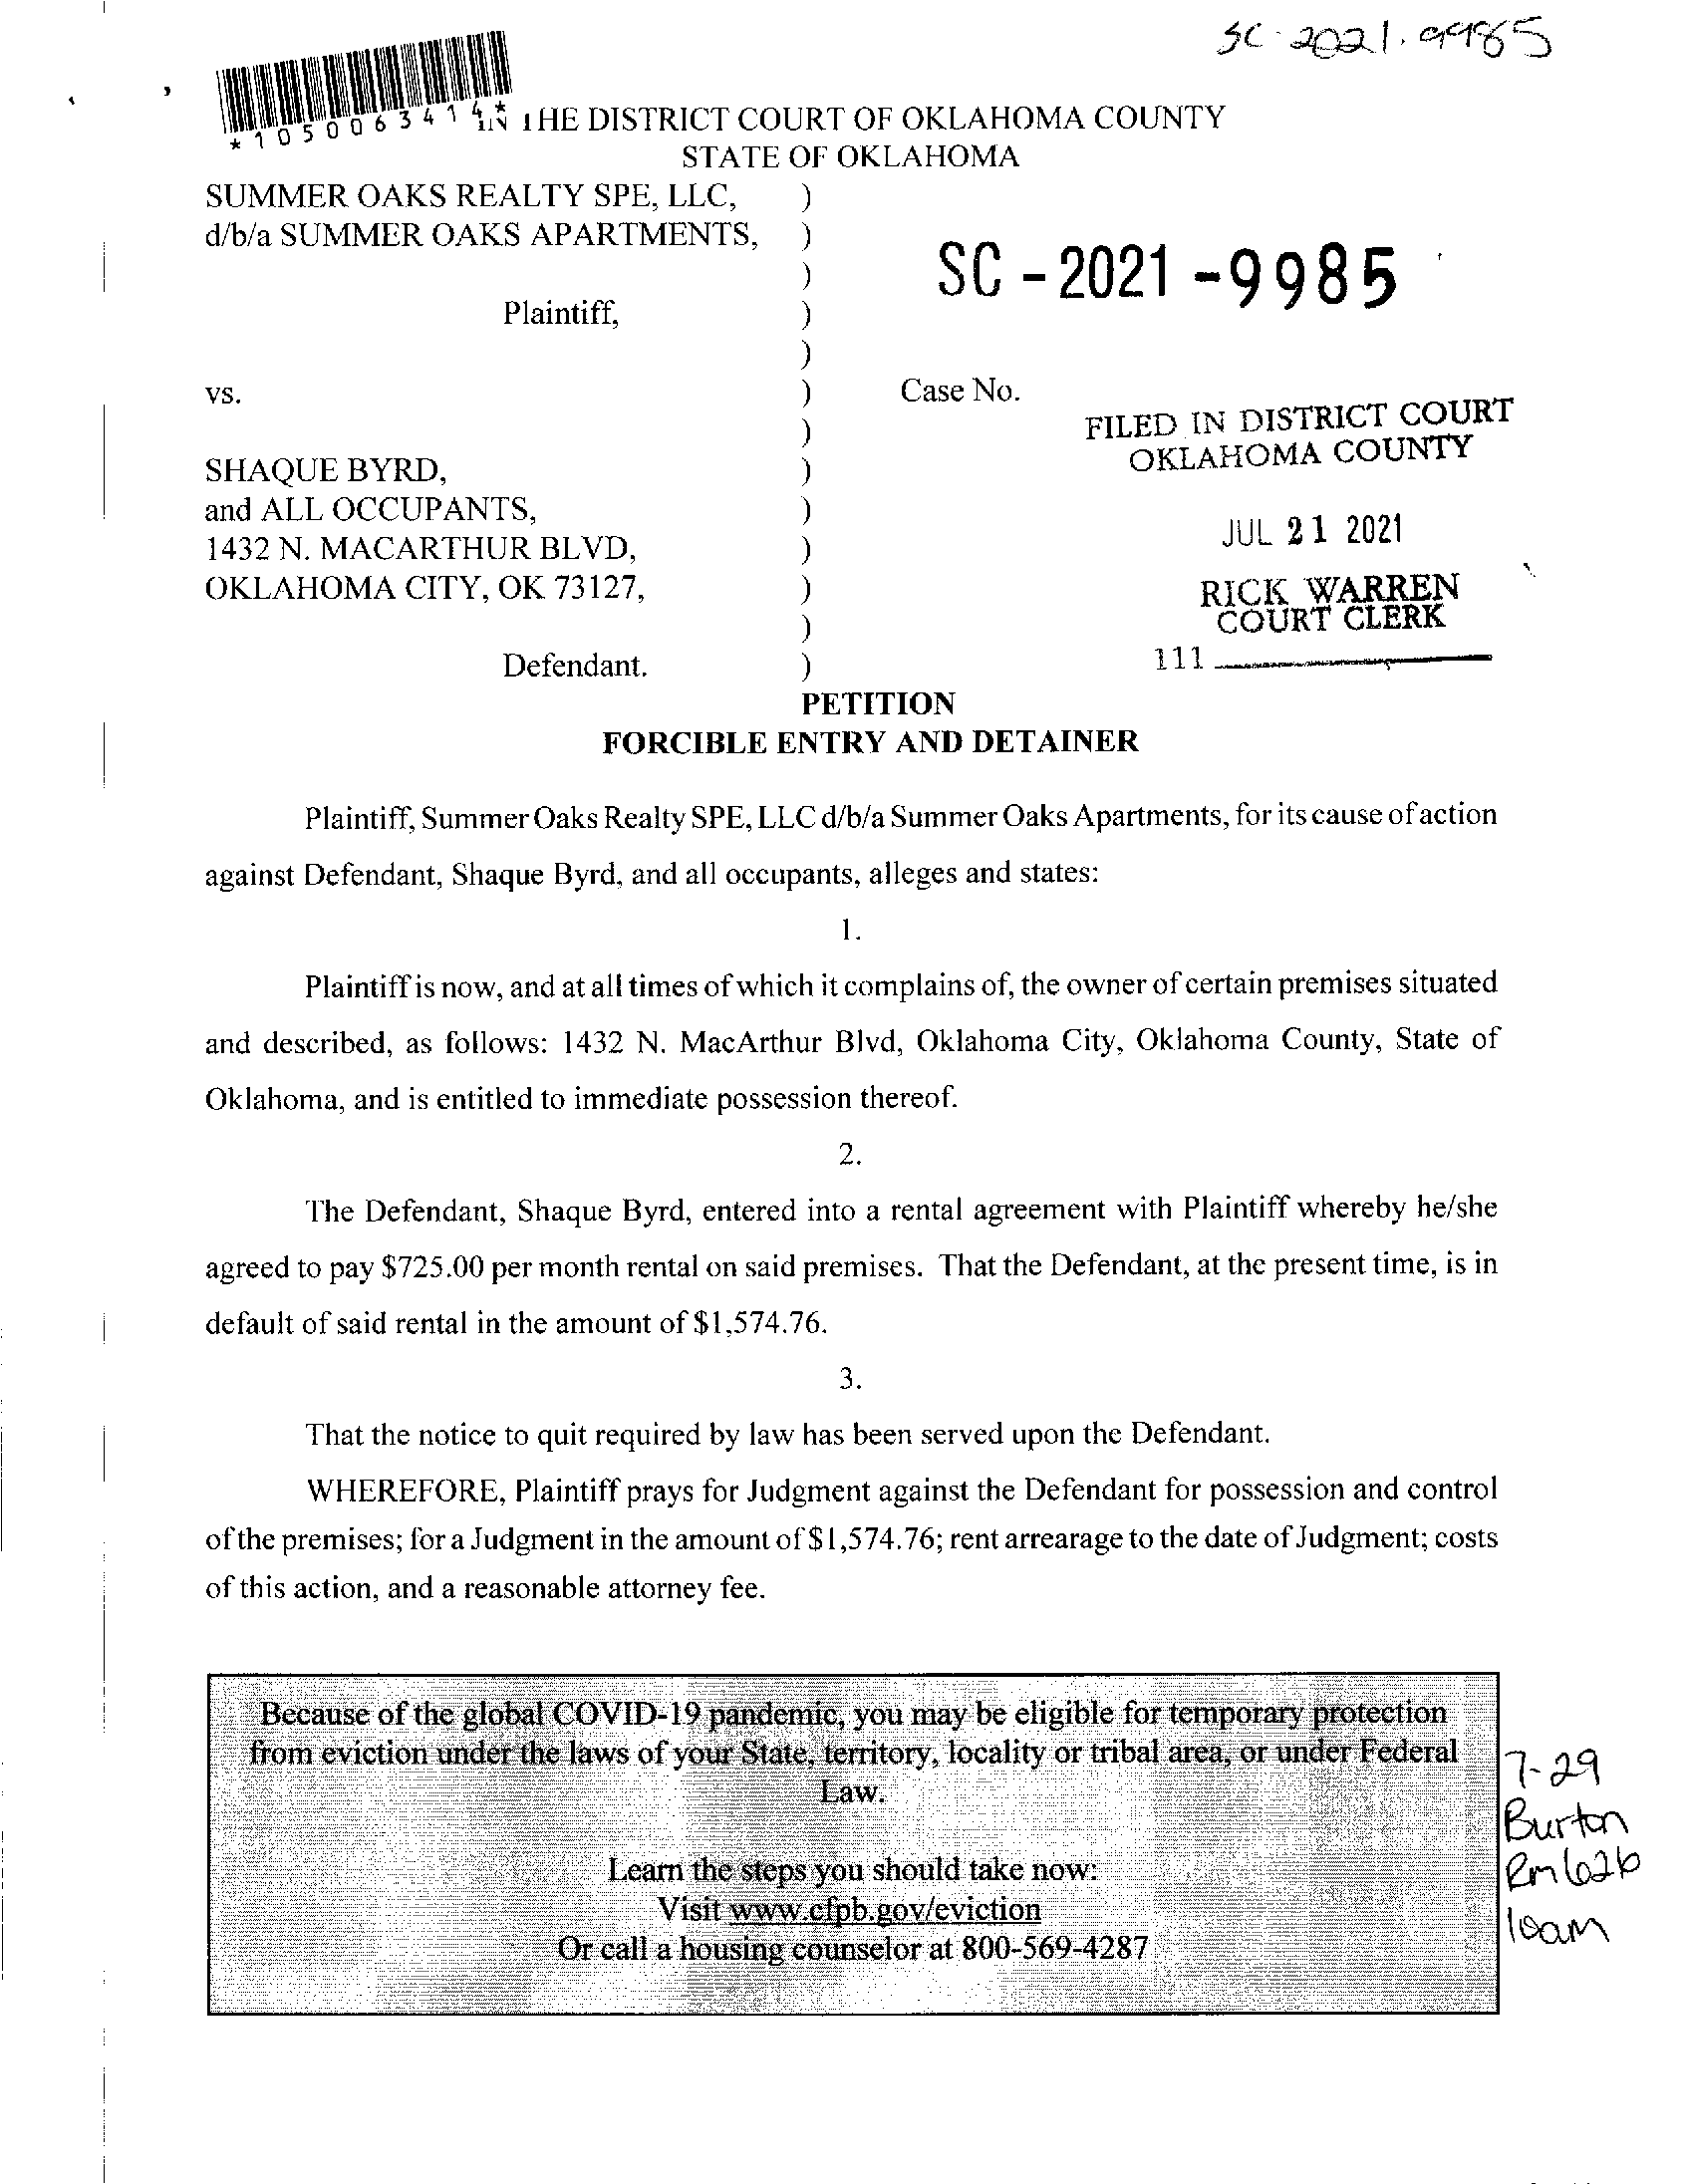 SC-2021-9985
*1050063414*
IN THE DISTRICT COURT OF OKLAHOMA COUNTY
STATE OF OKLAHOMA
SUMMER OAKS REALTY SPE, LLC, )
d/b/a SUMMER OAKS APARTMENTS, )
)
SC-2021-9985
Plaintiff, )
)
vs. ) Case No.
)
FILED IN DISTRICT COURT
OKLAHOMA COUNTY
SHAQUE BYRD, )
and ALL OCCUPANTS, )
JUL 21 2021
1432 N. MACARTHUR BLVD, )
OKLAHOMA CITY, OK 73127, )
RICK WARREN
COURT CLERK
)
111
Defendant. )
PETITION
FORCIBLE ENTRY AND DETAINER
Plaintiff, Summer Oaks Realty SPE, LLC d/b/a Summer Oaks Apartments, for its cause of action
against Defendant, Shaque Byrd, and all occupants, alleges and states:
1.
Plaintiff is now, and at all times of which it complains of, the owner of certain premises situated
and described, as follows: 1432 N. MacArthur Blvd, Oklahoma City, Oklahoma County, State of
Oklahoma, and is entitled to immediate possession thereof.
2.
The Defendant, Shaque Byrd, entered into a rental agreement with Plaintiff whereby he/she
agreed to pay $725.00 per month rental on said premises. That the Defendant, at the present time, is in
default of said rental in the amount of $1,574.76.
3.
That the notice to quit required by law has been served upon the Defendant.
WHEREFORE, Plaintiff prays for Judgment against the Defendant for possession and control
of the premises; for a Judgment in the amount of $1,574.76; rent arrearage to the date of Judgment; costs
of this action, and a reasonable attorney fee.
Because of the global COVID-19 pandemic, you may be eligible for temporary protection
from eviction under the laws of your State, territory, locality or tribal area, or under Federal
Law.
Learn the steps you should take now:
Visit www.cfpb.gov/eviction
Or call a housing counselor at 800-569-4287
7-29
Burton
Rm 626
10am